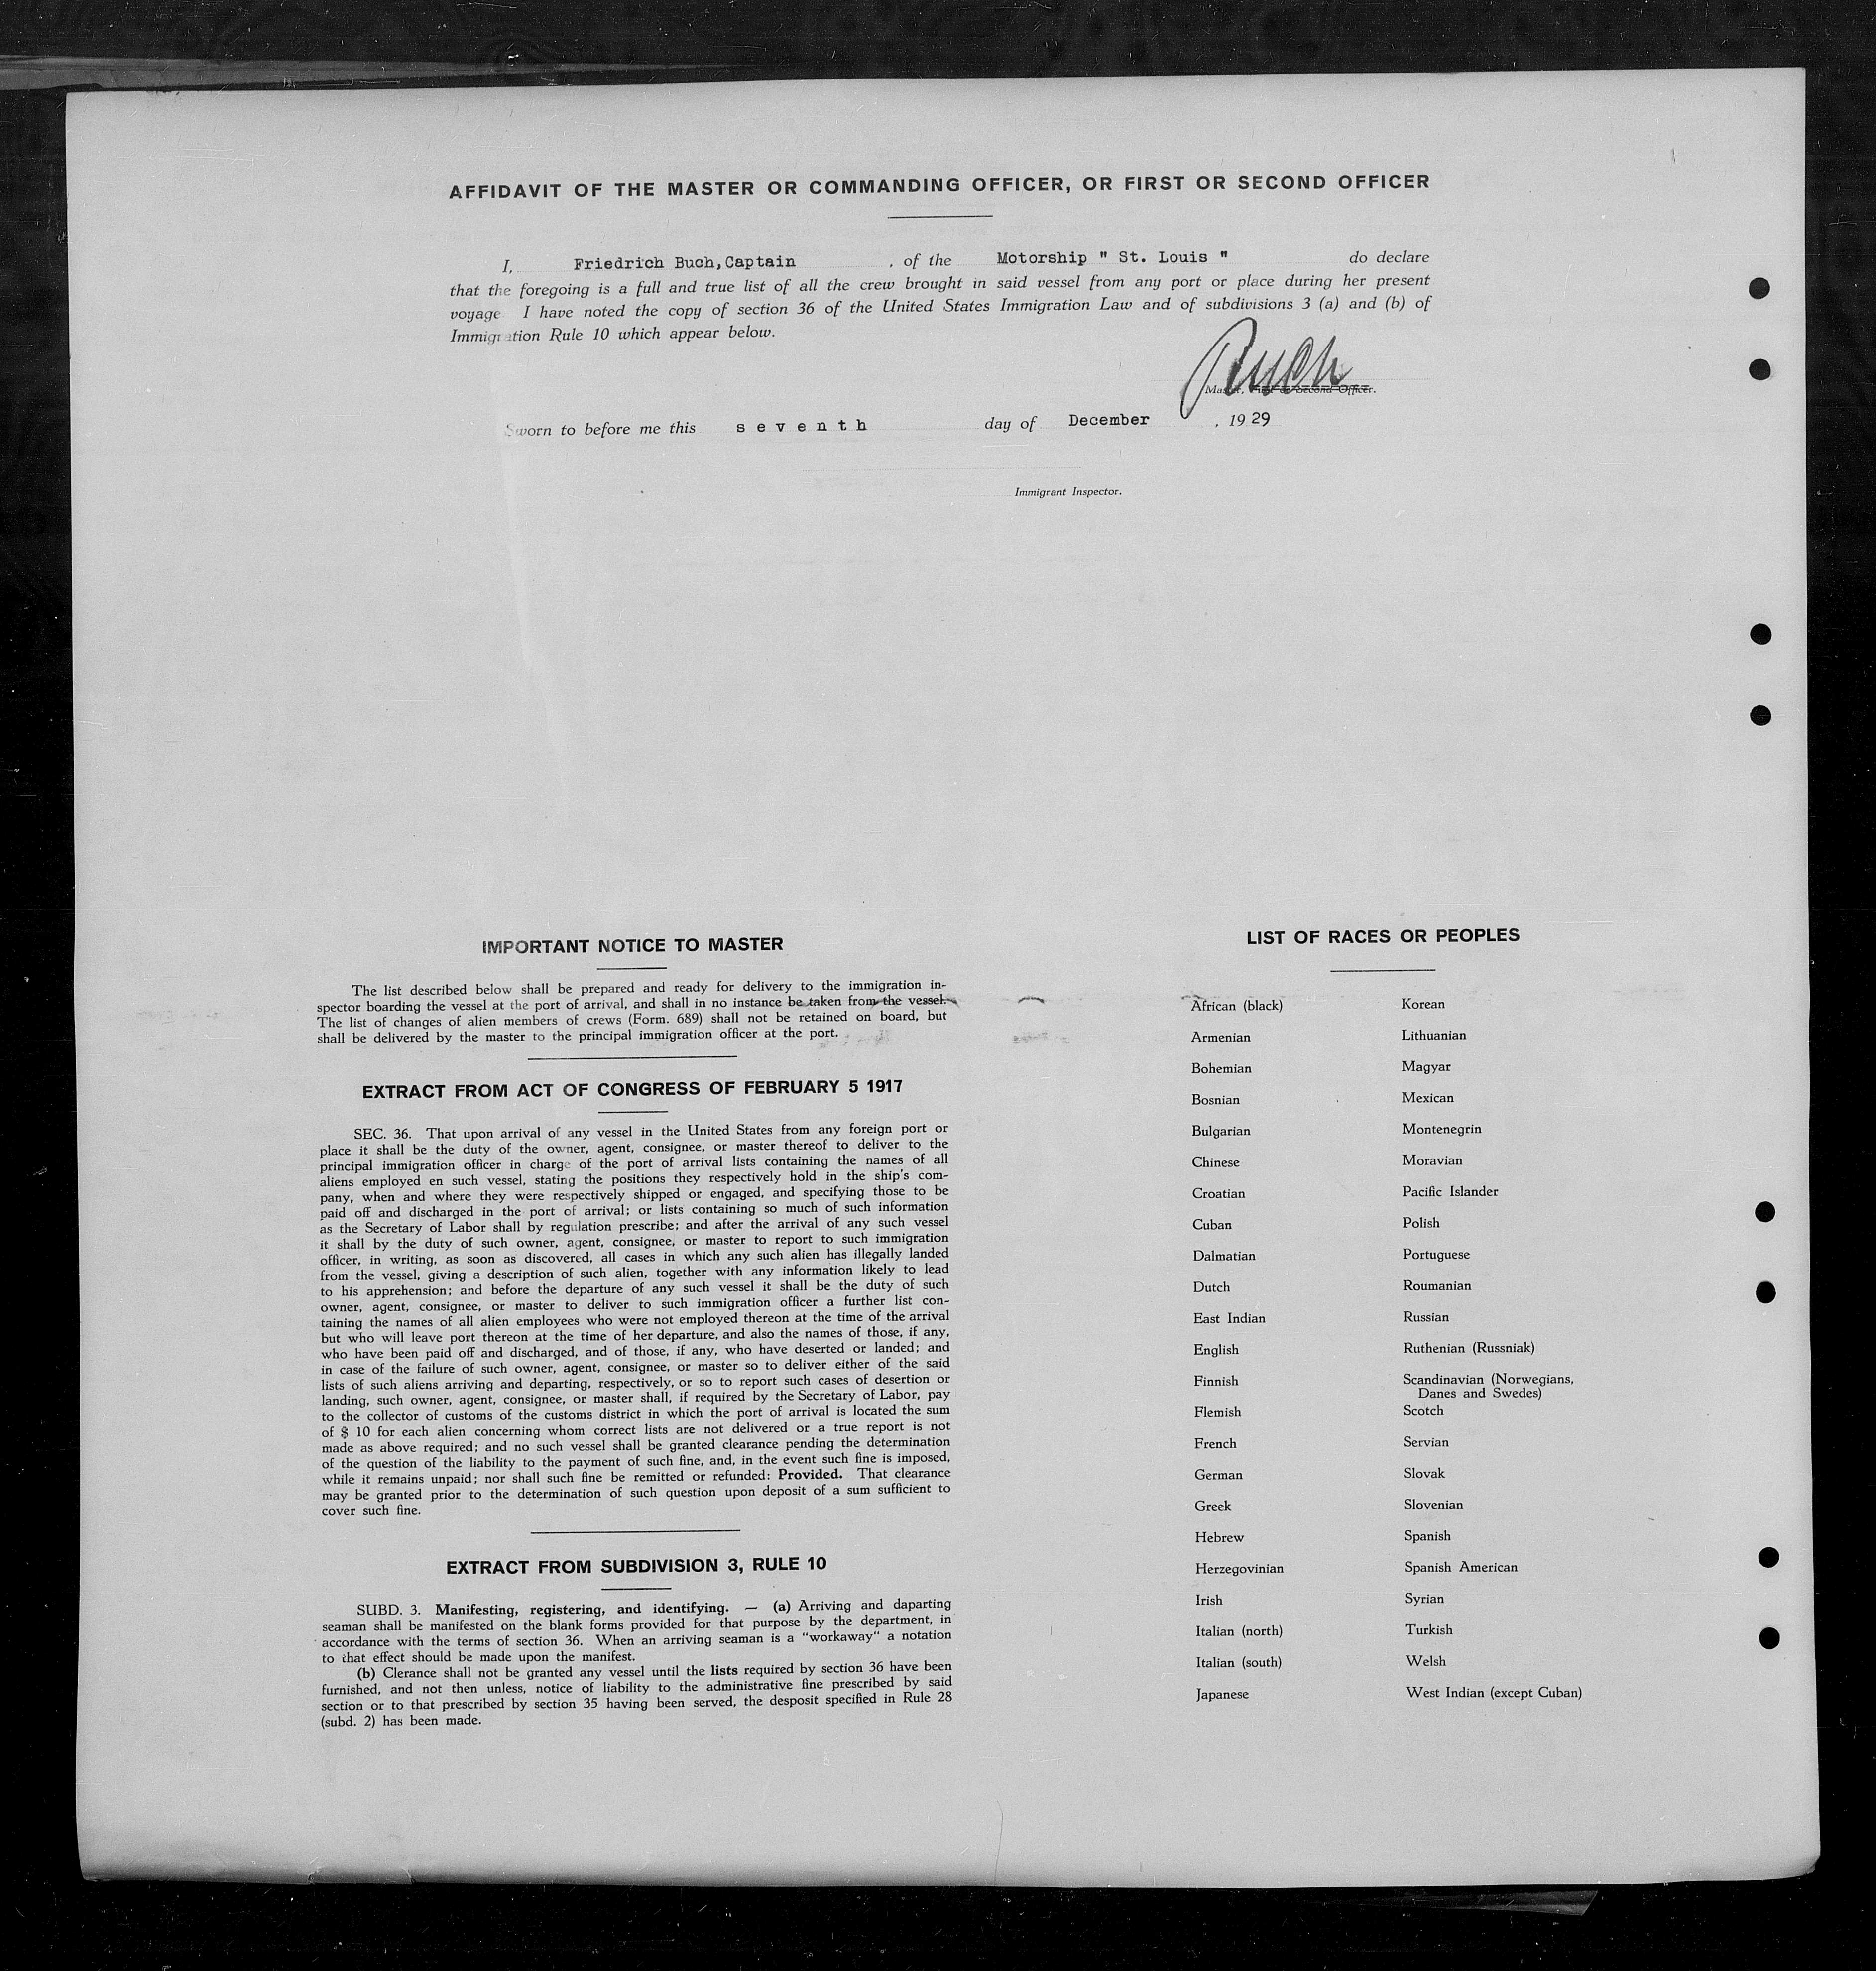 AFFIDAVIT OF THE MASTER OR COMMANDING OFFICER, OR FIRST OR SECOND OFFICER
I, Friedrich Buch,Captain , of the Motorship " St. Louis " do declare
that the foregoing is a full and true list of all the crew brought in said vessel from any port or place during her present
voyage I have noted the copy of section 36 of the United States Immigration Law and of subdivisions 3 (a) and (b) of
Immigration Rule 10 which appear below.
Buch
Master, First or Second Officer.
Sworn to before me this s e v e n t h day of December , 19 29
Immigrant Inspector.
IMPORTANT NOTICE TO MASTER
The list described below shall be prepared and ready for delivery to the immigration in-
spector boarding the vessel at the port of arrival, and shall in no instance be taken from the vessel.
The list of changes of alien members of crews (Form. 689) shall not be retained on board, but
shall be delivered by the master to the principal immigration officer at the port.
EXTRACT FROM ACT OF CONGRESS OF FEBRUARY 5 1917
SEC. 36. That upon arrival of any vessel in the United States from any foreign port or
place it shall be the duty of the owner, agent, consignee, or master thereof to deliver to the
principal immigration officer in charge of the port of arrival lists containing the names of all
aliens employed en such vessel, stating the positions they respectively hold in the ship's com-
pany, when and where they were respectively shipped or engaged, and specifying those to be
paid off and discharged in the port of arrival; or lists containing so much of such information
as the Secretary of Labor shall by regulation prescribe; and after the arrival of any such vessel
it shall by the duty of such owner, agent, consignee, or master to report to such immigration
officer, in writing, as soon as discovered, all cases in which any such alien has illegally landed
from the vessel, giving a description of such alien, together with any information likely to lead
to his apprehension; and before the departure of any such vessel it shall be the duty of such
owner, agent, consignee, or master to deliver to such immigration officer a further list con-
taining the names of all alien employees who were not employed thereon at the time of the arrival
but who will leave port thereon at the time of her departure, and also the names of those, if any,
who have been paid off and discharged, and of those, if any, who have deserted or landed; and
in case of the failure of such owner, agent, consignee, or master so to deliver either of the said
lists of such aliens arriving and departing, respectively, or so to report such cases of desertion or
landing, such owner, agent, consignee, or master shall, if required by the Secretary of Labor, pay
to the collector of customs of the customs district in which the port of arrival is located the sum
of $ 10 for each alien concerning whom correct lists are not delivered or a true report is not
made as above required; and no such vessel shall be granted clearance pending the determination
of the question of the liability to the payment of such fine, and, in the event such fine is imposed,
while it remains unpaid; nor shall such fine be remitted or refunded: Provided. That clearance
may be granted prior to the determination of such question upon deposit of a sum sufficient to
cover such fine.
EXTRACT FROM SUBDIVISION 3, RULE 10
SUBD. 3. Manifesting, registering, and identifying. — (a) Arriving and daparting
seaman shall be manifested on the blank forms provided for that purpose by the department, in
accordance with the terms of section 36. When an arriving seaman is a "workaway" a notation
to that effect should be made upon the manifest.
(b) Clerance shall not be granted any vessel until the lists required by section 36 have been
furnished, and not then unless, notice of liability to the administrative fine prescribed by said
section or to that prescribed by section 35 having been served, the desposit specified in Rule 28
(subd. 2) has been made.
LIST OF RACES OR PEOPLES
African (black)
Armenian
Bohemian
Bosnian
Bulgarian
Chinese
Croatian
Cuban
Dalmatian
Dutch
East Indian
English
Finnish
Flemish
French
German
Greek
Hebrew
Herzegovinian
Irish
Italian (north)
Italian (south)
Japanese
Korean
Lithuanian
Magyar
Mexican
Montenegrin
Moravian
Pacific Islander
Polish
Portuguese
Roumanian
Russian
Ruthenian (Russniak)
Scandinavian (Norwegians,
Danes and Swedes)
Scotch
Servian
Slovak
Slovenian
Spanish
Spanish American
Syrian
Turkish
Welsh
West Indian (except Cuban)